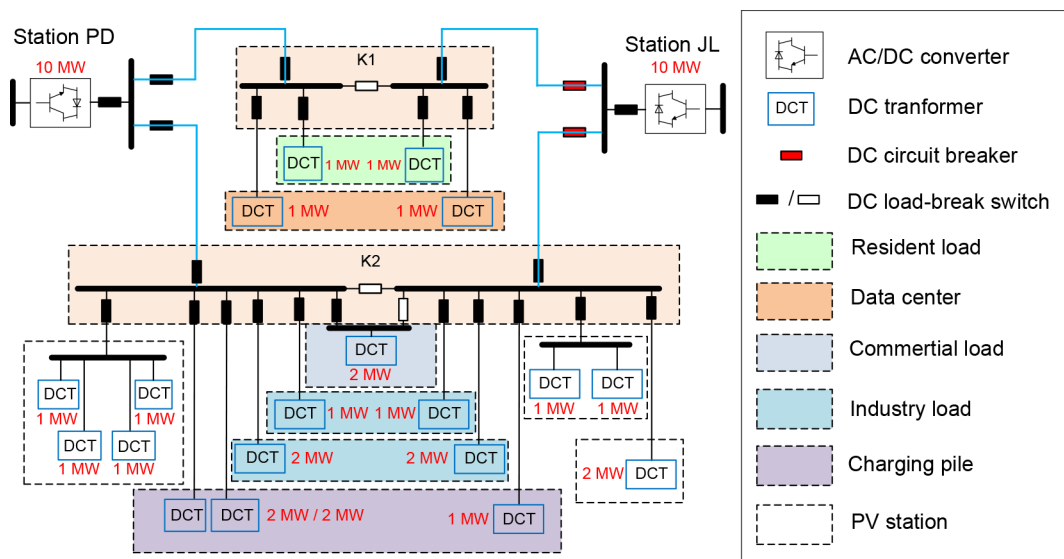 Station PD
10 MW
K1
Station JL
10 MW
DCT
1 MW
1 MW
DCT
DCT
1 MW
1 MW
DCT
K2
DCT
2 MW
DCT
1 MW
DCT
1 MW
DCT
1 MW
DCT
1 MW
DCT
1 MW
1 MW
DCT
DCT
2 MW
2 MW
DCT
DCT
DCT
2 MW / 2 MW
1 MW
DCT
DCT
1 MW
DCT
1 MW
2 MW
DCT
AC/DC converter
DCT
DC tranformer
DC circuit breaker
/
DC load-break switch
Resident load
Data center
Commertial load
Industry load
Charging pile
PV station